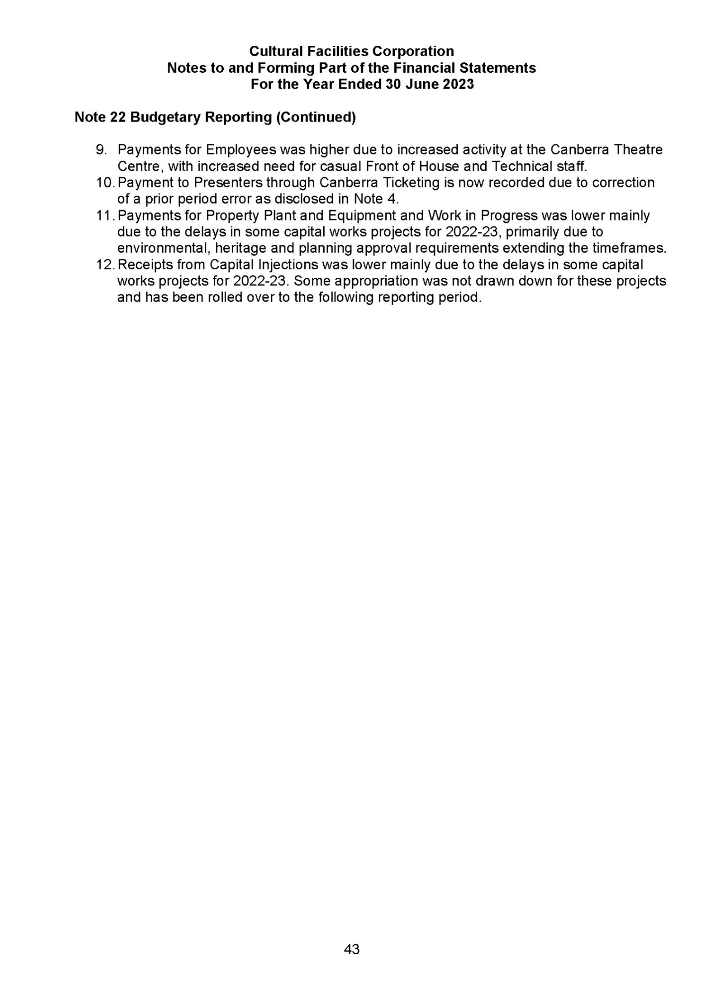 Cultural Facilities Corporation
Notes to and Forming Part of the Financial Statements
For the Year Ended 30 June 2023
Note 22 Budgetary Reporting (Continued)
9. Payments for Employees was higher due to increased activity at the Canberra Theatre
Centre, with increased need for casual Front of House and Technical staff.
10. Payment to Presenters through Canberra Ticketing is now recorded due to correction
of a prior period error as disclosed in Note 4.
11. Payments for Property Plant and Equipment and Work in Progress was lower mainly
due to the delays in some capital works projects for 2022-23, primarily due to
environmental, heritage and planning approval requirements extending the timeframes.
12. Receipts from Capital Injections was lower mainly due to the delays in some capital
works projects for 2022-23. Some appropriation was not drawn down for these projects
and has been rolled over to the following reporting period.
43